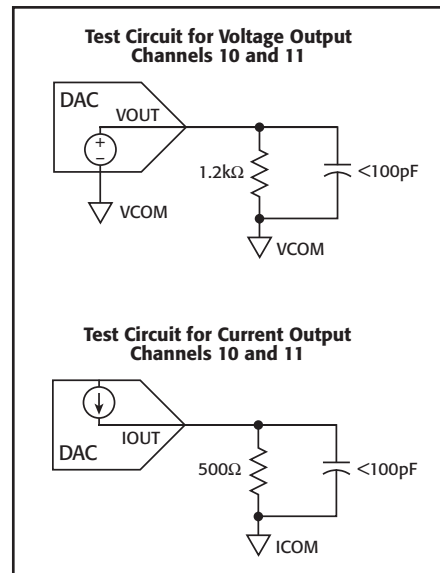 Test Circuit for Voltage Output
Channels 10 and 11
DAC
VOUT
+
−
1.2kΩ
<100pF
VCOM
VCOM
Test Circuit for Current Output
Channels 10 and 11
IOUT
DAC
500Ω
<100pF
ICOM